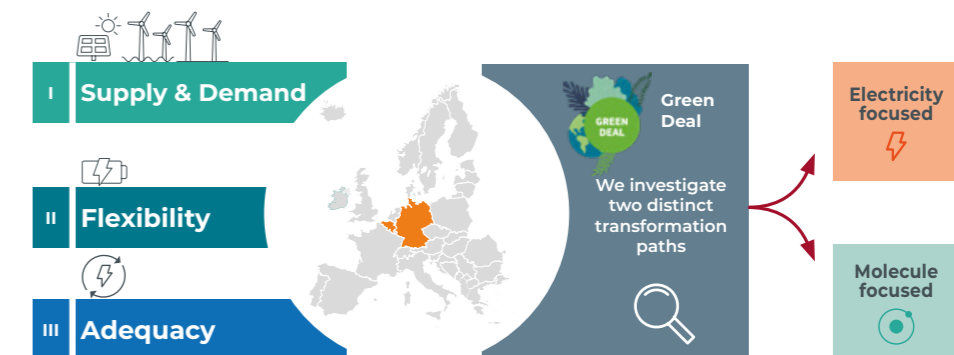 I
Supply & Demand
II
Flexibility
III
Adequacy
GREEN
DEAL
Green
Deal
We investigate
two distinct
transformation
paths
Electricity
focused
Molecule
focused